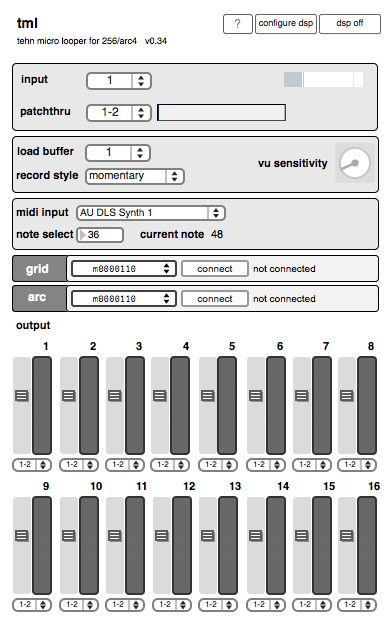 tml
? configure dsp dsp off
tehn micro looper for 256/arc4 v0.34
input 1
patchthru 1-2
load buffer 1
vu sensitivity
record style momentary
midi input AU DLS Synth 1
note select 36 current note 48
grid m0000110 connect not connected
arc m0000110 connect not connected
output
1 2 3 4 5 6 7 8
1-2 1-2 1-2 1-2 1-2 1-2 1-2 1-2
9 10 11 12 13 14 15 16
1-2 1-2 1-2 1-2 1-2 1-2 1-2 1-2